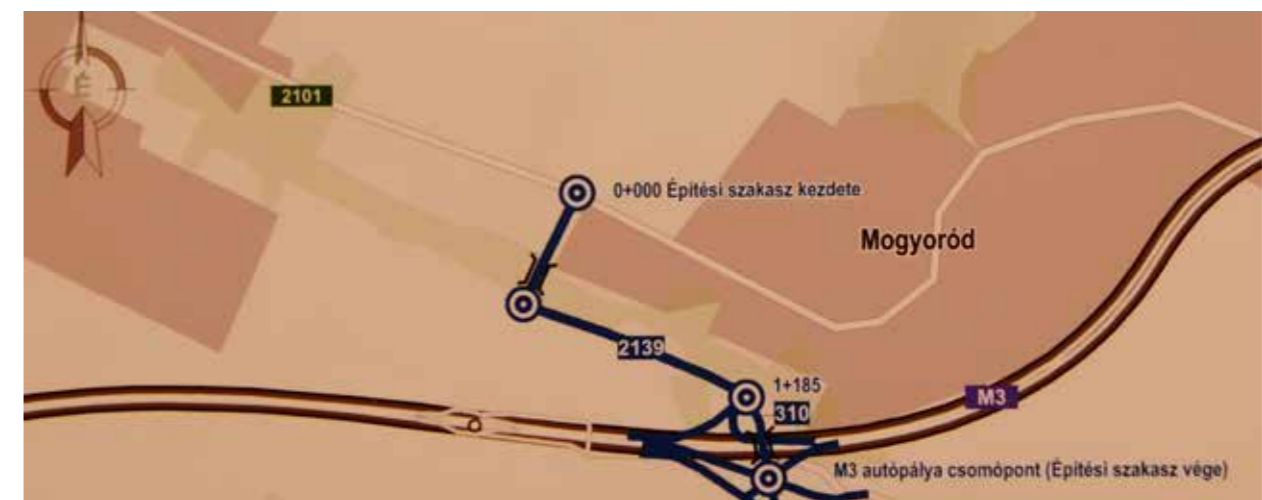 É
2101
0+000 Építési szakasz kezdete
Mogyoród
2139
1+185
M3
310
M3 autópálya csomópont (Építési szakasz vége)